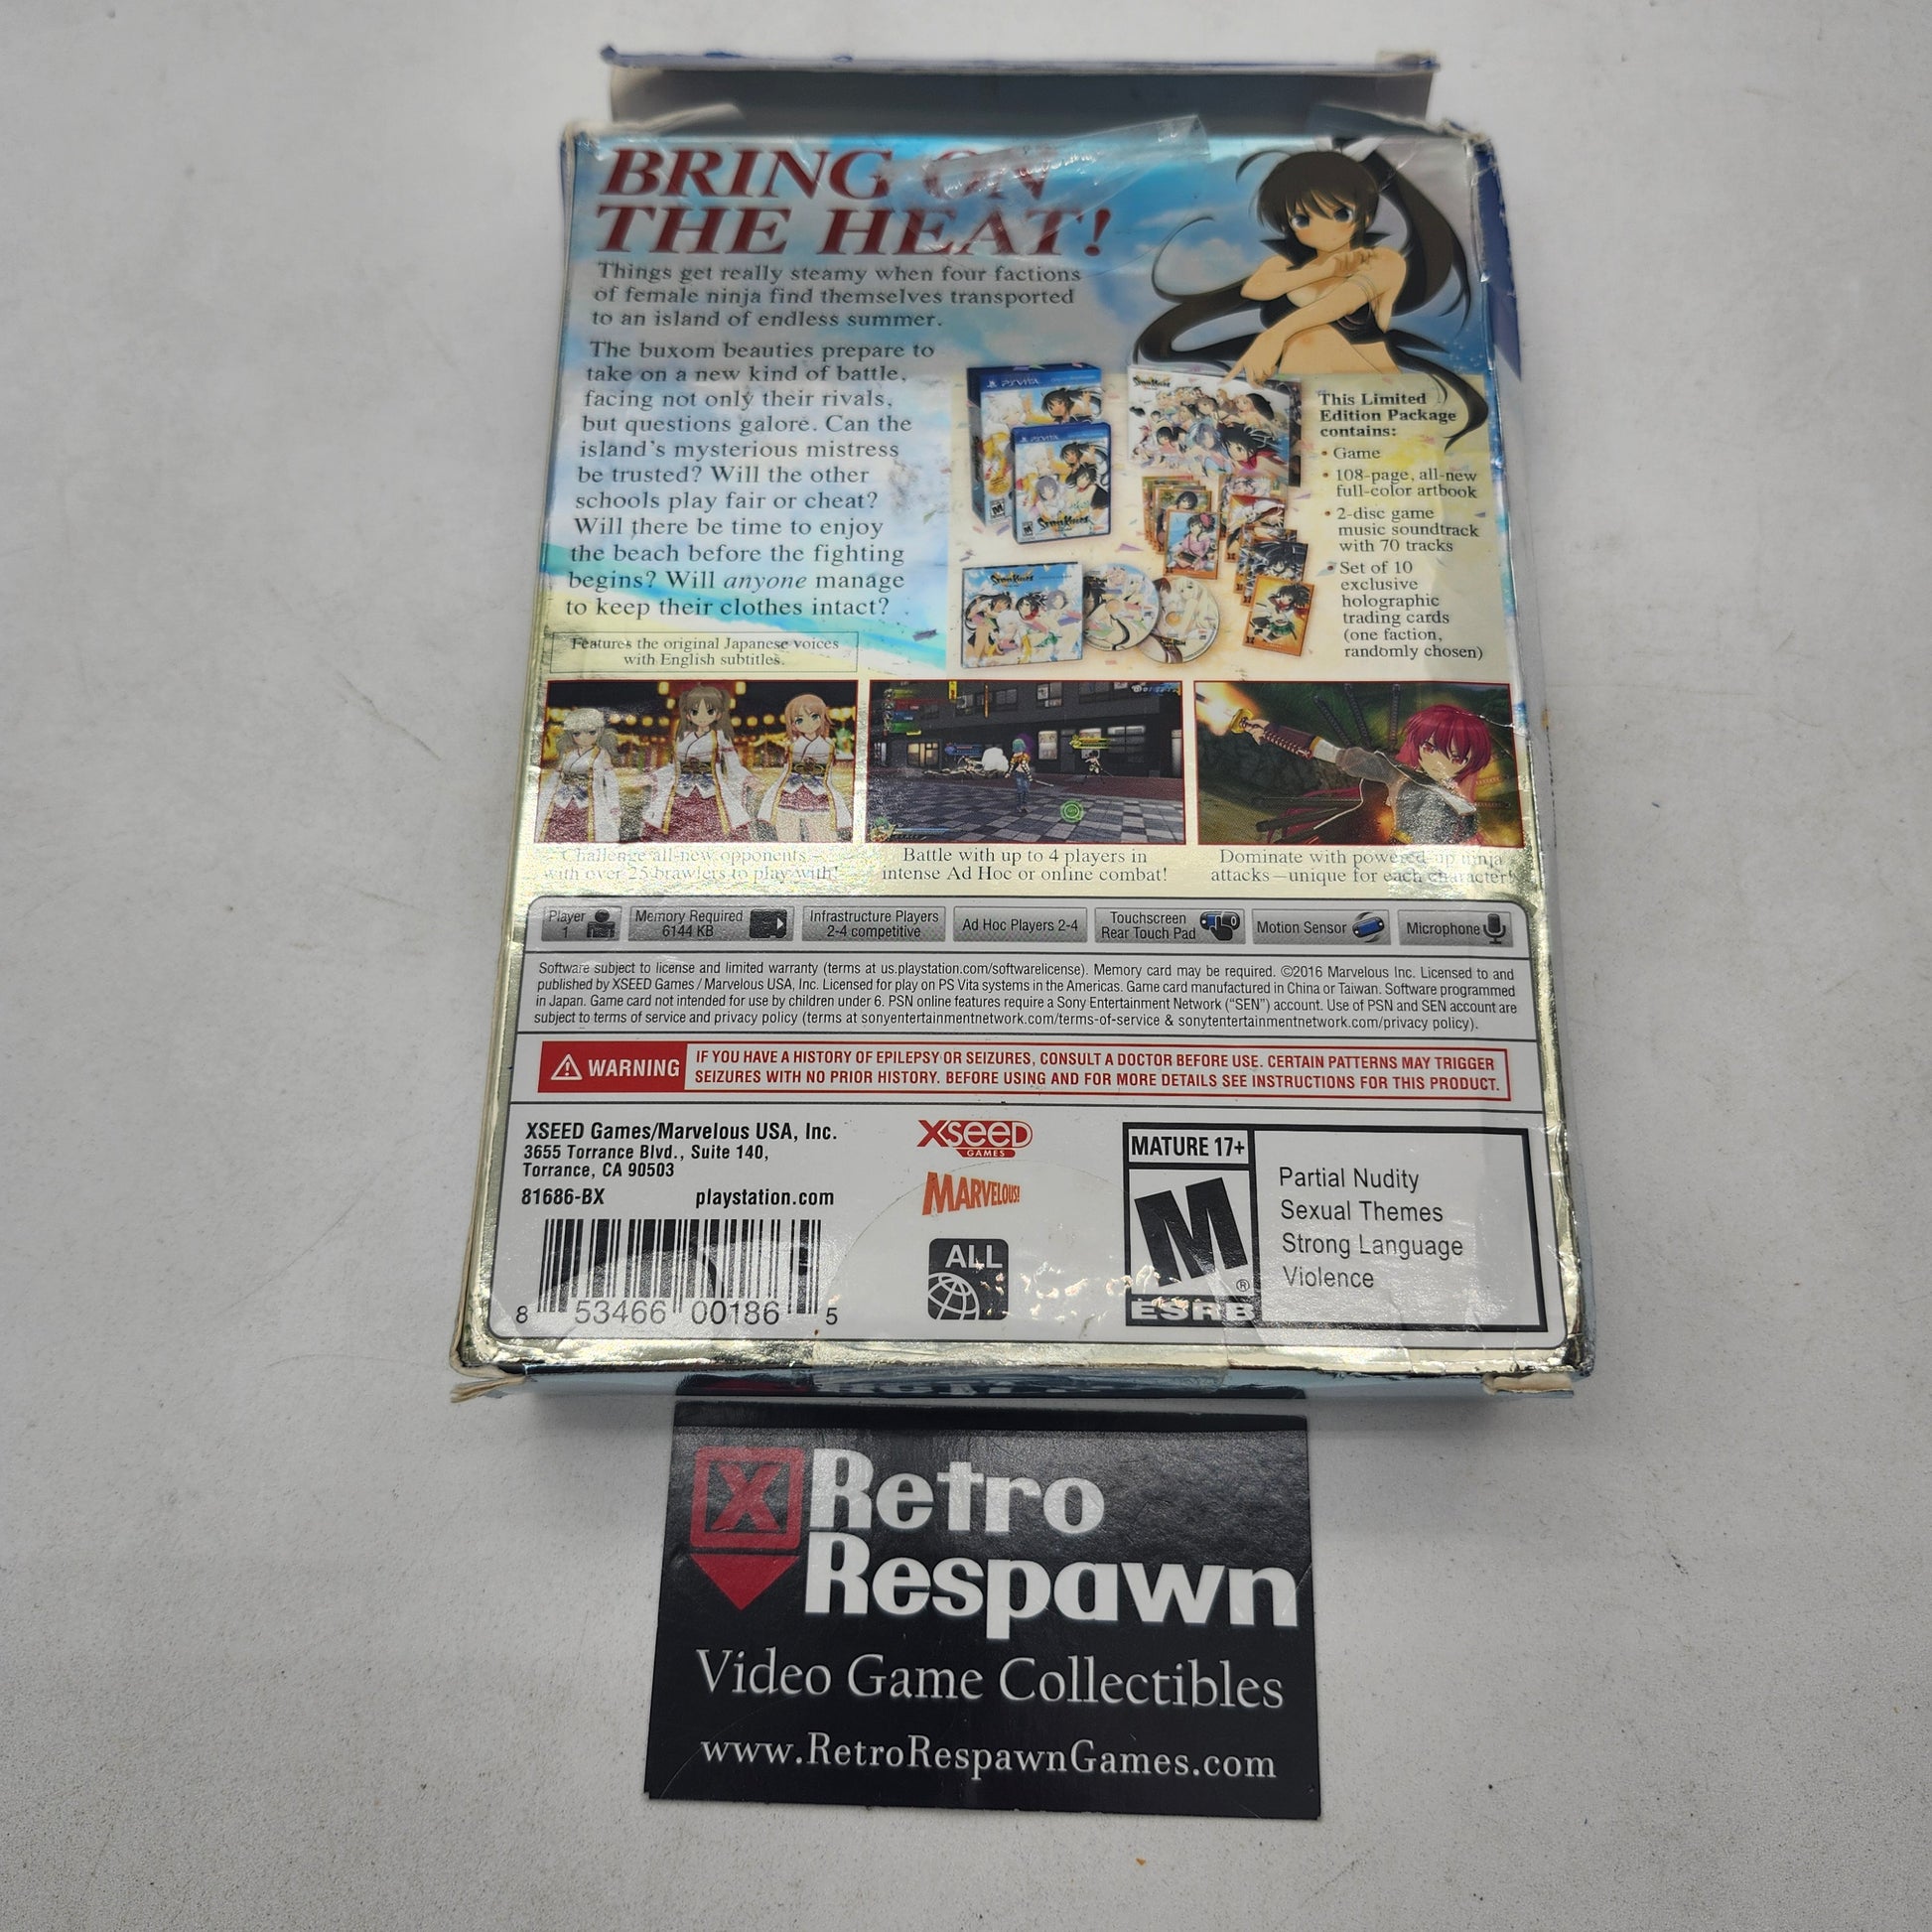 BRING ON
THE HEAT!
Things get really steamy when four factions
of female ninja find themselves transported
to an island of endless summer.
The buxom beauties prepare to
take on a new kind of battle,
facing not only their rivals,
but questions galore. Can the
island's mysterious mistress
be trusted? Will the other
schools play fair or cheat?
Will there be time to enjoy
the beach before the fighting
begins? Will anyone manage
to keep their clothes intact?
Features the original Japanese voices
with English subtitles.
PSVITA
PSVITA
This Limited
Edition Package
contains:
• Game
• 108-page, all-new
full-color artbook
• 2-disc game
music soundtrack
with 70 tracks
• Set of 10
exclusive
holographic
trading cards
(one faction,
randomly chosen)
Challenge all-new opponents–
with over 25 brawlers to play with!
Battle with up to 4 players in
intense Ad Hoc or online combat!
Dominate with powered-up ninja
attacks—unique for each character!
Player
1
Memory Required
6144 KB
Infrastructure Players
2-4 competitive
Ad Hoc Players 2-4
Touchscreen
Rear Touch Pad
Motion Sensor
Microphone
Software subject to license and limited warranty (terms at us.playstation.com/softwarelicense). Memory card may be required. ©2016 Marvelous Inc. Licensed to and
published by XSEED Games / Marvelous USA, Inc. Licensed for play on PS Vita systems in the Americas. Game card manufactured in China or Taiwan. Software programmed
in Japan. Game card not intended for use by children under 6. PSN online features require a Sony Entertainment Network ("SEN") account. Use of PSN and SEN account are
subject to terms of service and privacy policy (terms at sonyentertainmentnetwork.com/terms-of-service & sonytentertainmentnetwork.com/privacy policy).
WARNING
IF YOU HAVE A HISTORY OF EPILEPSY OR SEIZURES, CONSULT A DOCTOR BEFORE USE. CERTAIN PATTERNS MAY TRIGGER
SEIZURES WITH NO PRIOR HISTORY. BEFORE USING AND FOR MORE DETAILS SEE INSTRUCTIONS FOR THIS PRODUCT.
XSEED Games/Marvelous USA, Inc.
3655 Torrance Blvd., Suite 140,
Torrance, CA 90503
81686-BX playstation.com
8 53466 00186 5
XSEED
GAMES
MARVELOUS!
ALL
MATURE 17+
M
®
ESRB
Partial Nudity
Sexual Themes
Strong Language
Violence
X Retro
Respawn
Video Game Collectibles
www.RetroRespawnGames.com